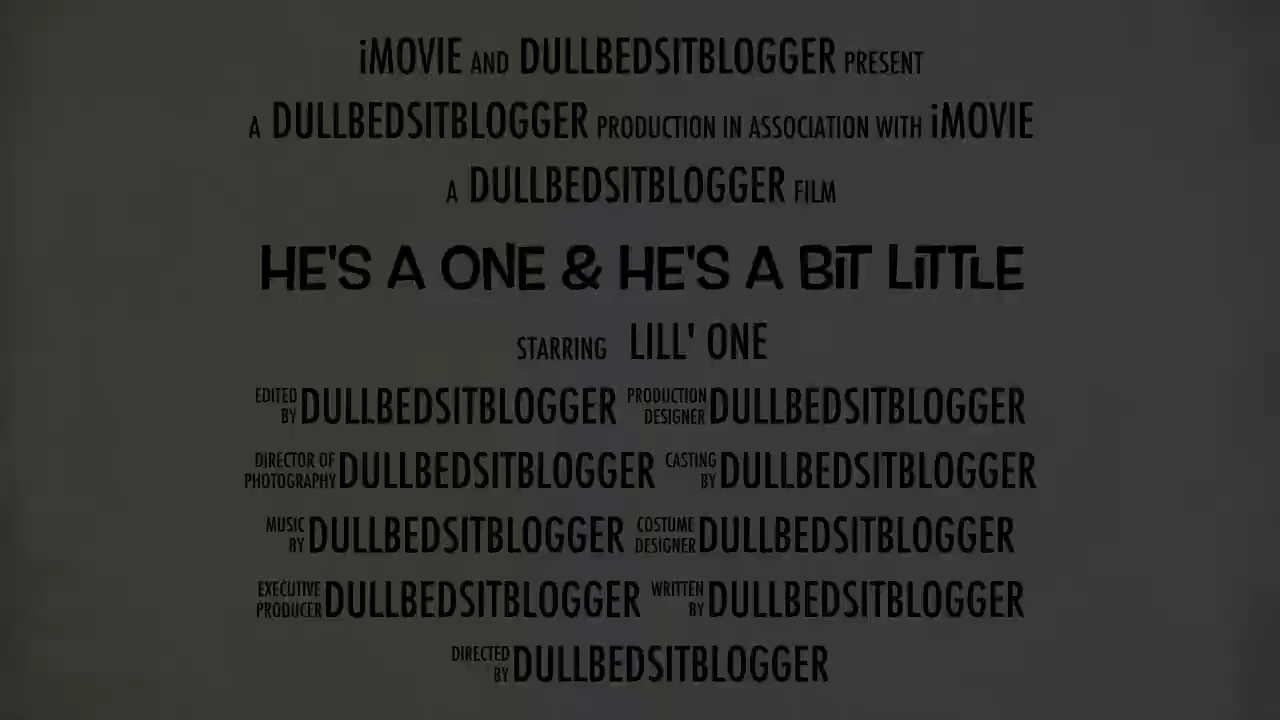 iMOVIE AND DULLBEDSITBLOGGER PRESENT
A DULLBEDSITBLOGGER PRODUCTION IN ASSOCIATION WITH iMOVIE
A DULLBEDSITBLOGGER FILM
HE'S A ONE & HE'S A BiT LiTTLE
STARRING LILL' ONE
EDITED BY DULLBEDSITBLOGGER PRODUCTION DESIGNER DULLBEDSITBLOGGER
DIRECTOR OF PHOTOGRAPHY DULLBEDSITBLOGGER CASTING BY DULLBEDSITBLOGGER
MUSIC BY DULLBEDSITBLOGGER COSTUME DESIGNER DULLBEDSITBLOGGER
EXECUTIVE PRODUCER DULLBEDSITBLOGGER WRITTEN BY DULLBEDSITBLOGGER
DIRECTED BY DULLBEDSITBLOGGER